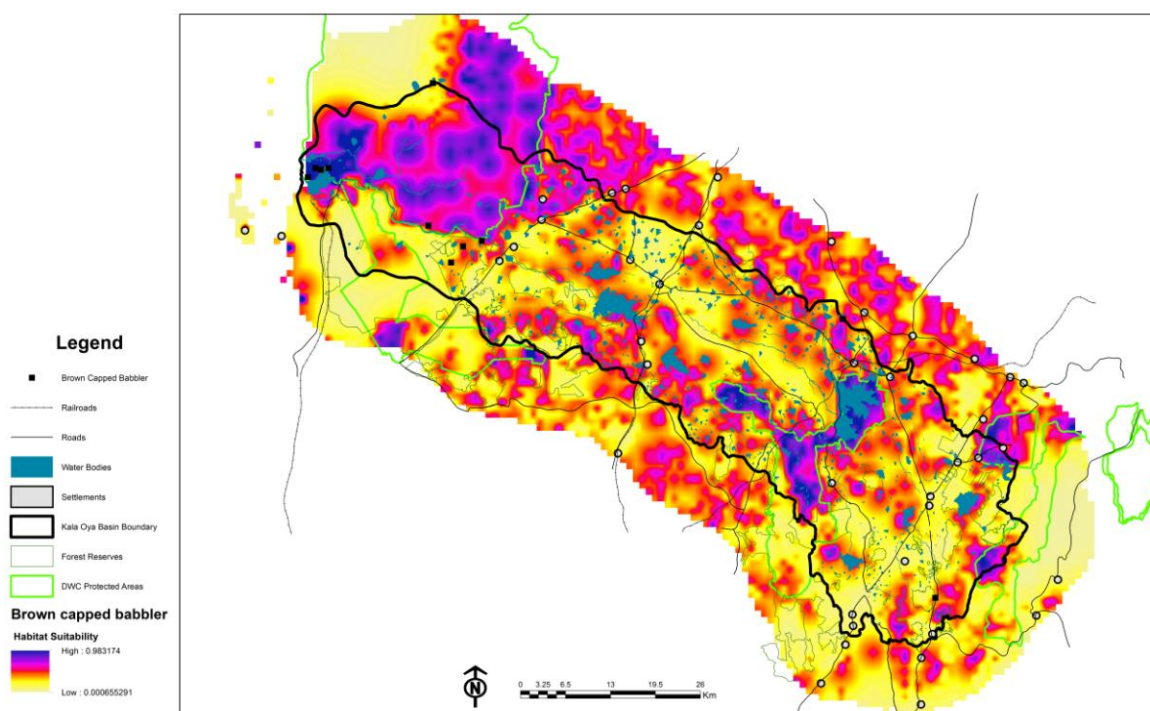 Legend
Brown Capped Babbler
Railroads
Roads
Water Bodies
Settlements
Kala Oya Basin Boundary
Forest Reserves
DWC Protected Areas
Brown capped babbler
Habitat Suitability
High : 0.983174
Low : 0.000655291
N
0 3.25 6.5 13 19.5 26
Km